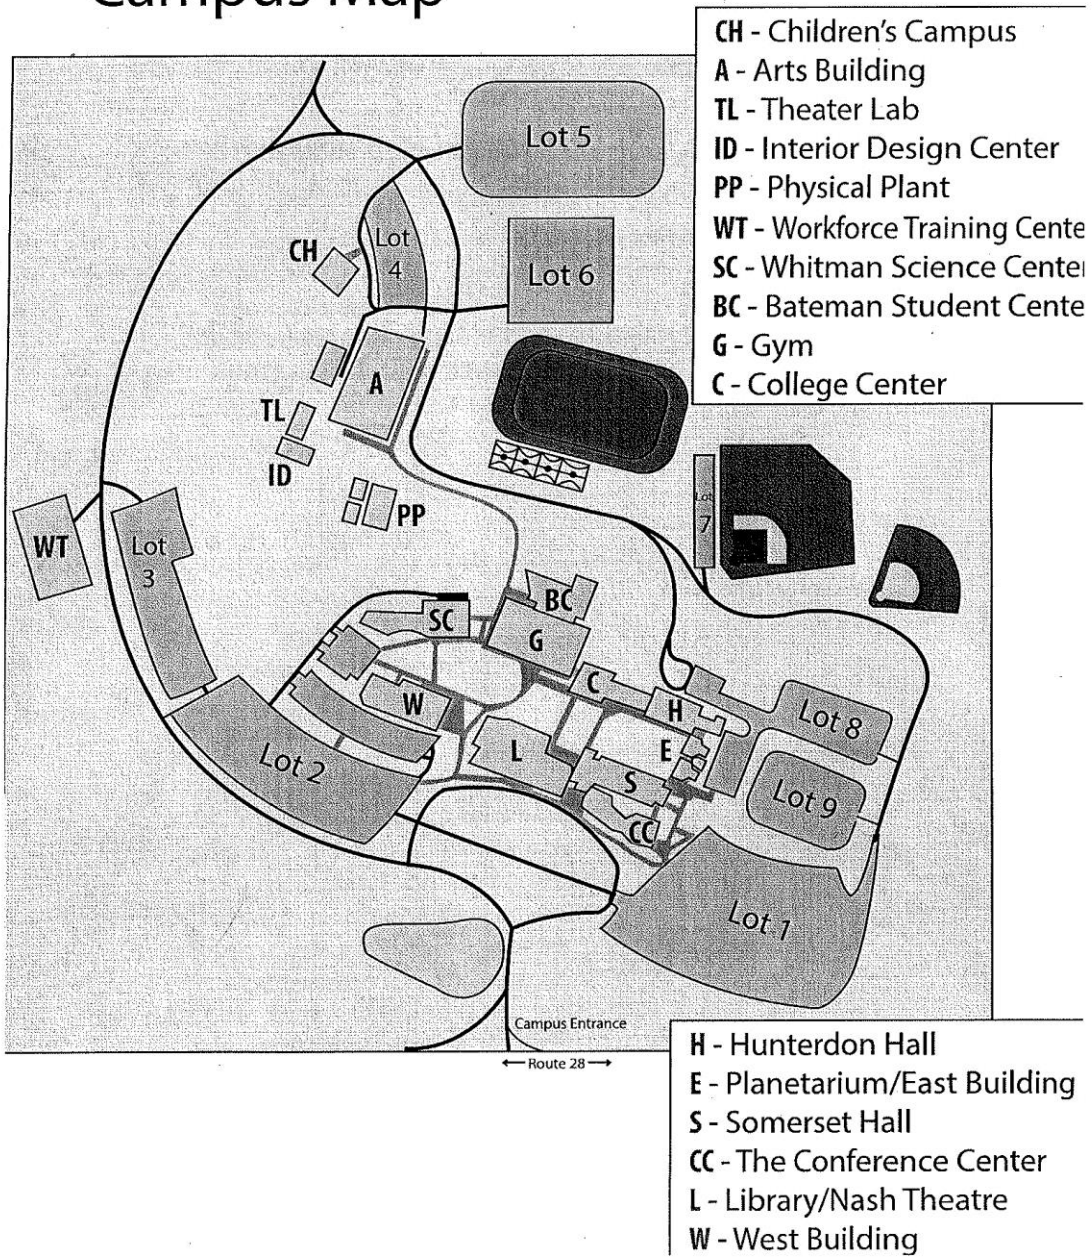 Campus Map
CH - Children's Campus
A - Arts Building
TL - Theater Lab
ID - Interior Design Center
PP - Physical Plant
WT - Workforce Training Cente
SC - Whitman Science Center
BC - Bateman Student Cente
G - Gym
C - College Center
Lot 5
CH
Lot
4
Lot 6
A
TL
ID
Lot
7
PP
WT
Lot
3
BC
SC
G
C
W
H
Lot 8
L
E
Lot 2
S
Lot 9
CC
Lot 1
Campus Entrance
←Route 28→
H - Hunterdon Hall
E - Planetarium/East Building
S - Somerset Hall
CC - The Conference Center
L - Library/Nash Theatre
W - West Building